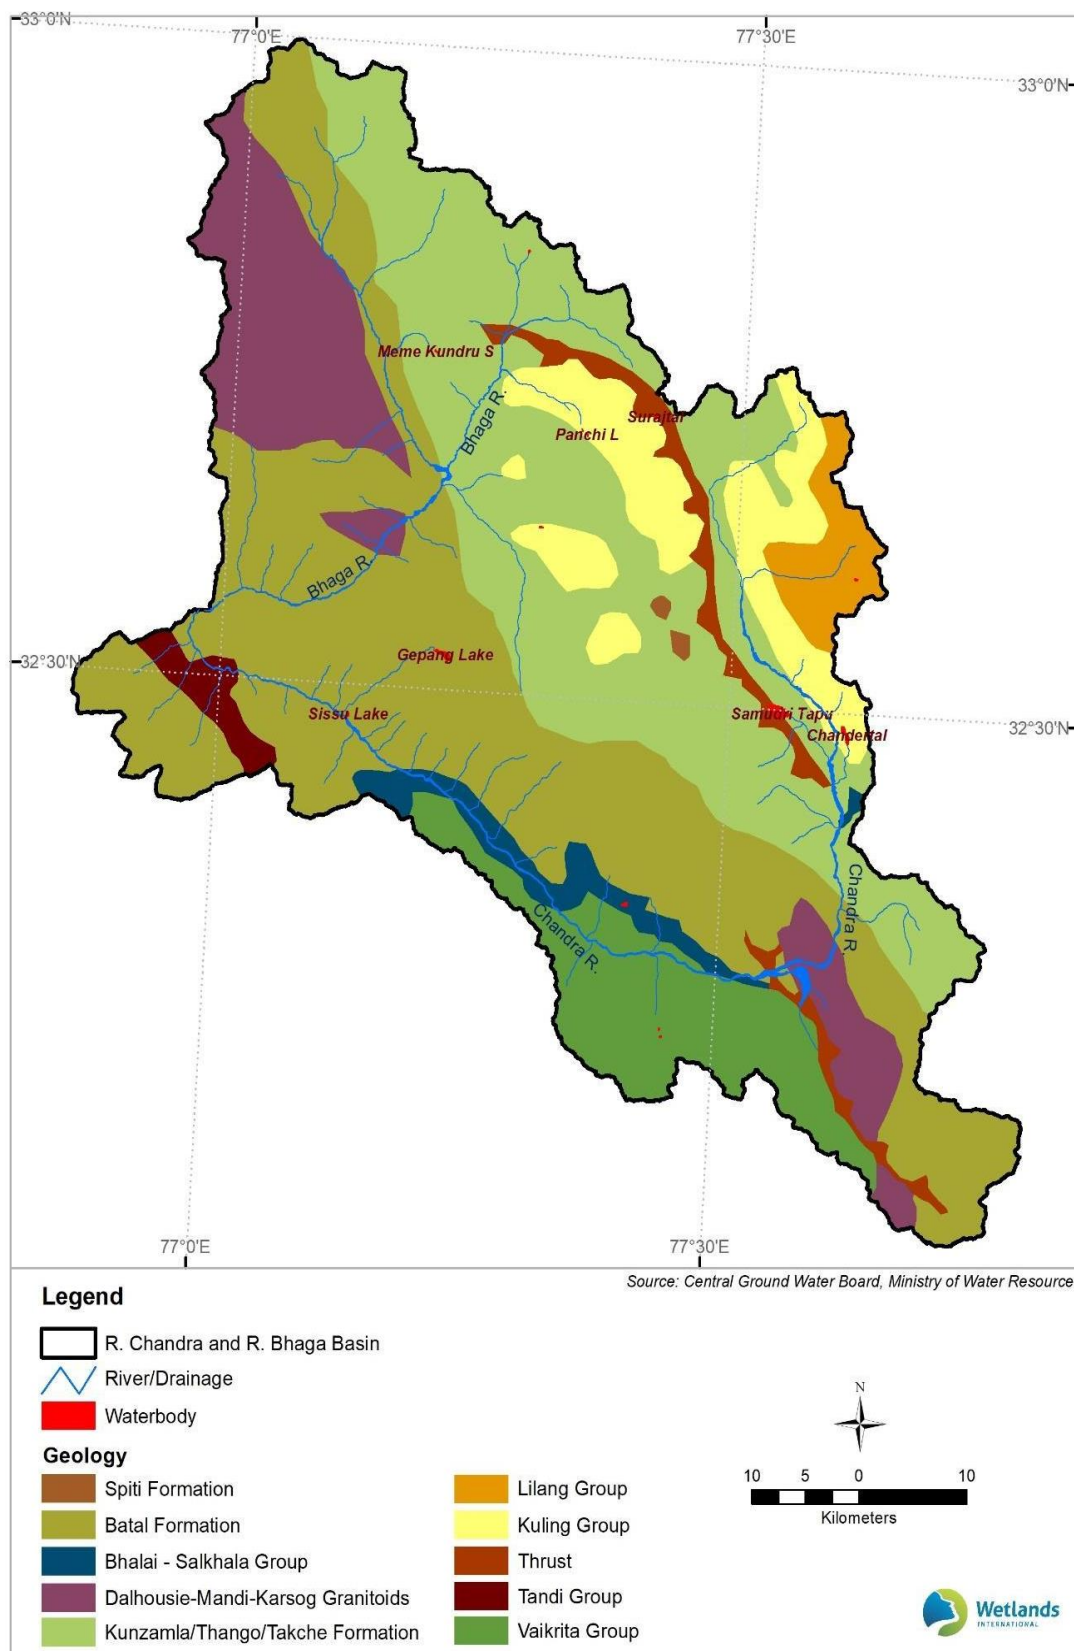 33°0'N
77°0'E
77°30'E
33°0'N
Meme Kundru S
Bhaga R.
Surajtal
Panchi L
Bhaga R.
32°30'N
Gepang Lake
Sissu Lake
Samudri Tapu
32°30'N
Chandertal
Chandra R.
Chandra R.
77°0'E
77°30'E
Source: Central Ground Water Board, Ministry of Water Resource
Legend
R. Chandra and R. Bhaga Basin
River/Drainage
Waterbody
Geology
Spiti Formation
Batal Formation
Bhalai - Salkhala Group
Dalhousie-Mandi-Karsog Granitoids
Kunzamla/Thango/Takche Formation
Lilang Group
Kuling Group
Thrust
Tandi Group
Vaikrita Group
N
10 5 0 10
Kilometers
Wetlands
INTERNATIONAL